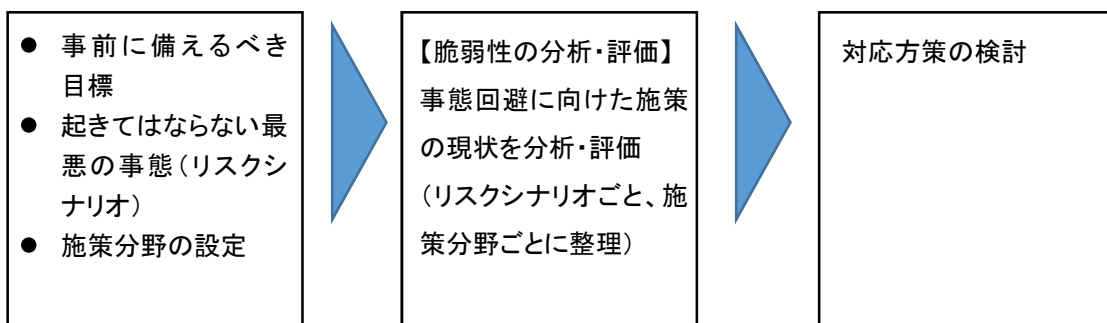 ● 事前に備えるべき
目標
● 起きてはならない最
悪の事態(リスクシ
ナリオ)
● 施策分野の設定
【脆弱性の分析・評価】
事態回避に向けた施策
の現状を分析・評価
(リスクシナリオごと、施
策分野ごとに整理)
対応方策の検討